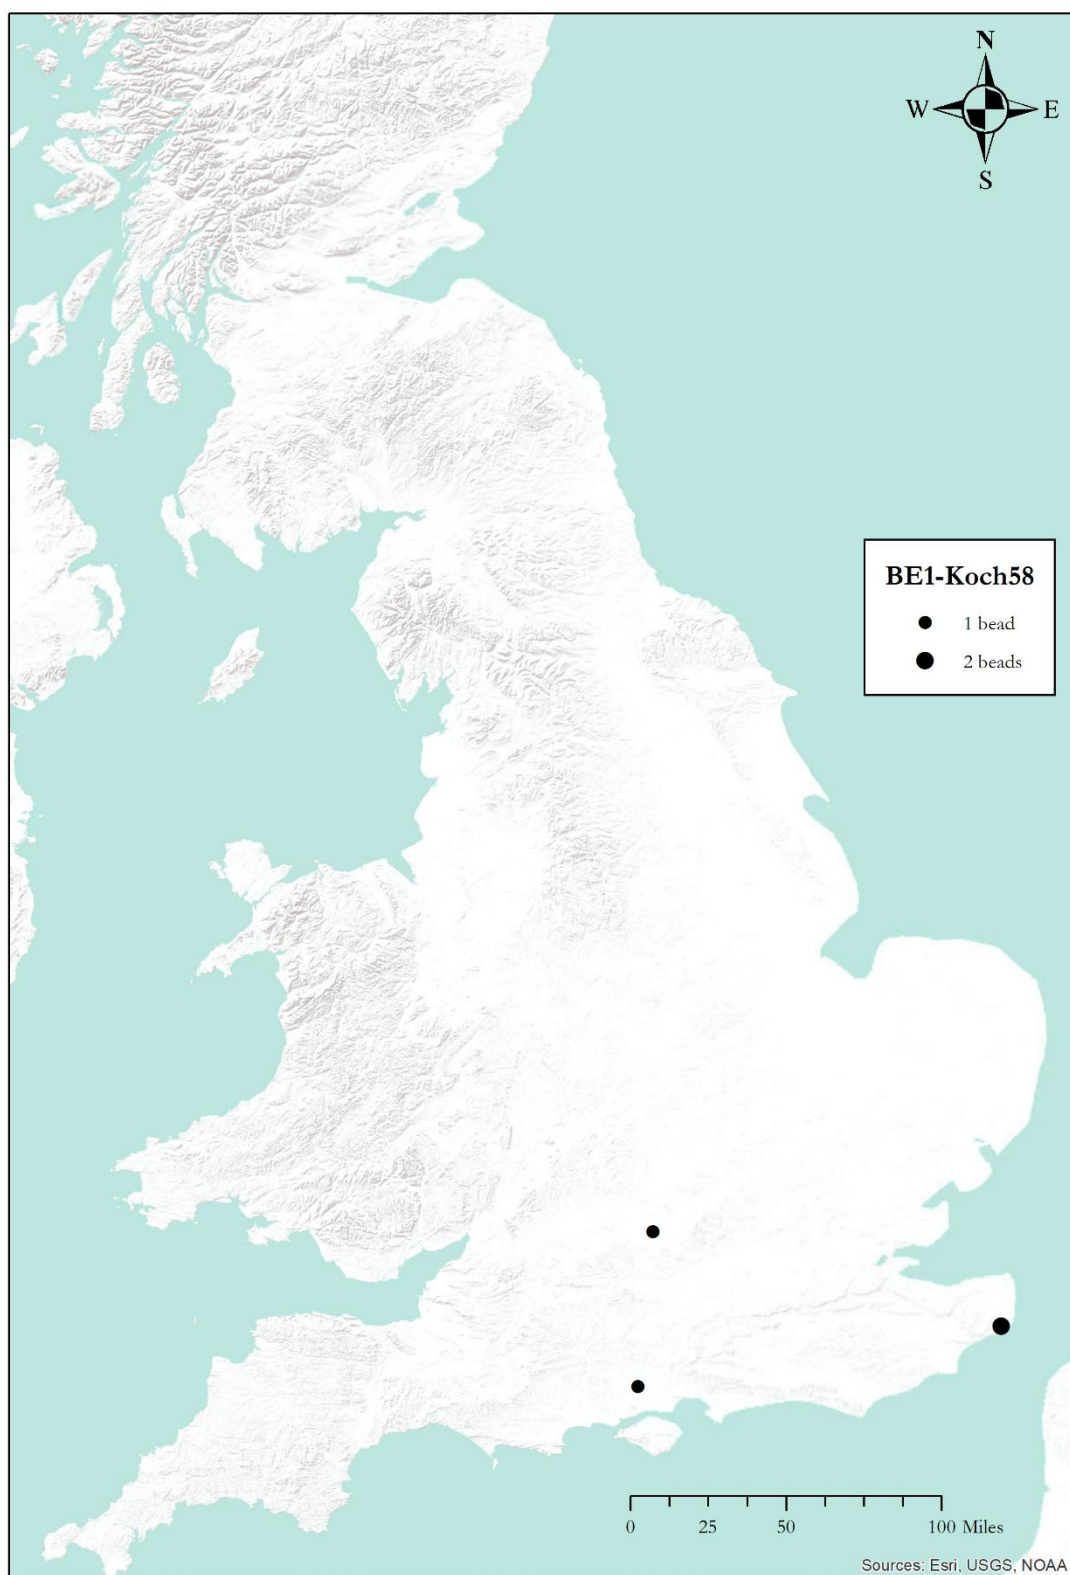 N
W E
S
BE1-Koch58
1 bead
2 beads
0 25 50 100 Miles
Sources: Esri, USGS, NOAA